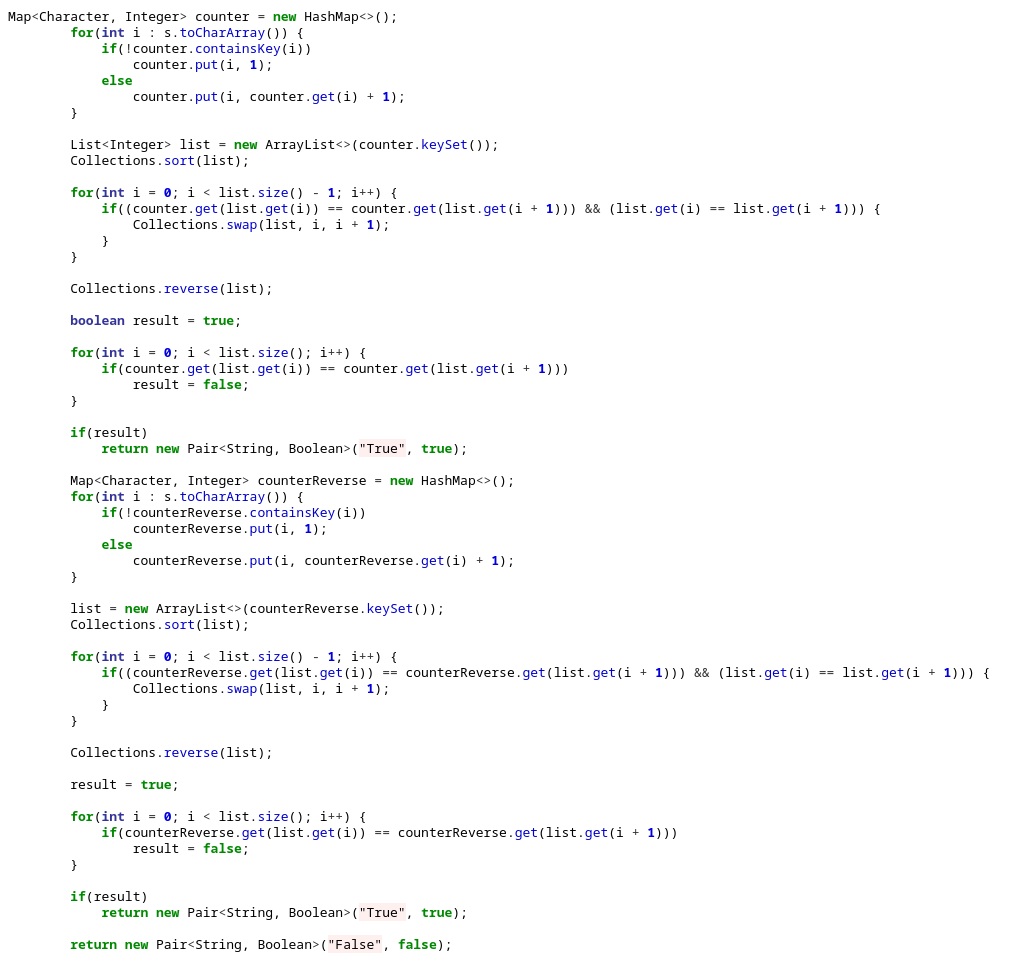 Map<Character, Integer> counter = new HashMap<>();
        for(int i : s.toCharArray()) {
            if(!counter.containsKey(i))
                counter.put(i, 1);
            else
                counter.put(i, counter.get(i) + 1);
        }

        List<Integer> list = new ArrayList<>(counter.keySet());
        Collections.sort(list);

        for(int i = 0; i < list.size() - 1; i++) {
            if((counter.get(list.get(i)) == counter.get(list.get(i + 1))) && (list.get(i) == list.get(i + 1))) {
                Collections.swap(list, i, i + 1);
            }
        }

        Collections.reverse(list);

        boolean result = true;

        for(int i = 0; i < list.size(); i++) {
            if(counter.get(list.get(i)) == counter.get(list.get(i + 1)))
                result = false;
        }

        if(result)
            return new Pair<String, Boolean>("True", true);

        Map<Character, Integer> counterReverse = new HashMap<>();
        for(int i : s.toCharArray()) {
            if(!counterReverse.containsKey(i))
                counterReverse.put(i, 1);
            else
                counterReverse.put(i, counterReverse.get(i) + 1);
        }

        list = new ArrayList<>(counterReverse.keySet());
        Collections.sort(list);

        for(int i = 0; i < list.size() - 1; i++) {
            if((counterReverse.get(list.get(i)) == counterReverse.get(list.get(i + 1))) && (list.get(i) == list.get(i + 1))) {
                Collections.swap(list, i, i + 1);
            }
        }

        Collections.reverse(list);

        result = true;

        for(int i = 0; i < list.size(); i++) {
            if(counterReverse.get(list.get(i)) == counterReverse.get(list.get(i + 1)))
                result = false;
        }

        if(result)
            return new Pair<String, Boolean>("True", true);

        return new Pair<String, Boolean>("False", false);